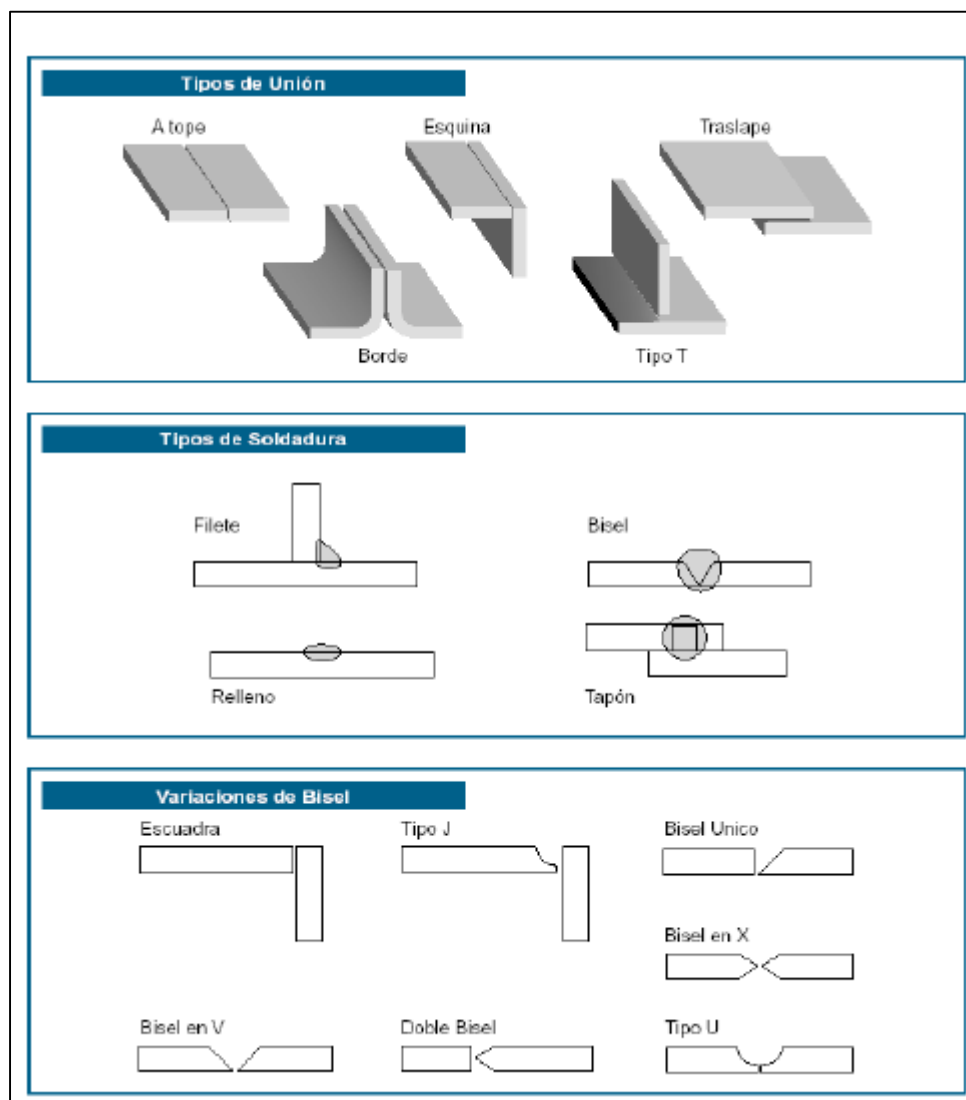 Tipos de Unión
A tope
Esquina
Traslape
Borde
Tipo T
Tipos de Soldadura
Filete
Bisel
Relleno
Tapón
Variaciones de Bisel
Escuadra
Tipo J
Bisel Unico
Bisel en X
Bisel en V
Doble Bisel
Tipo U